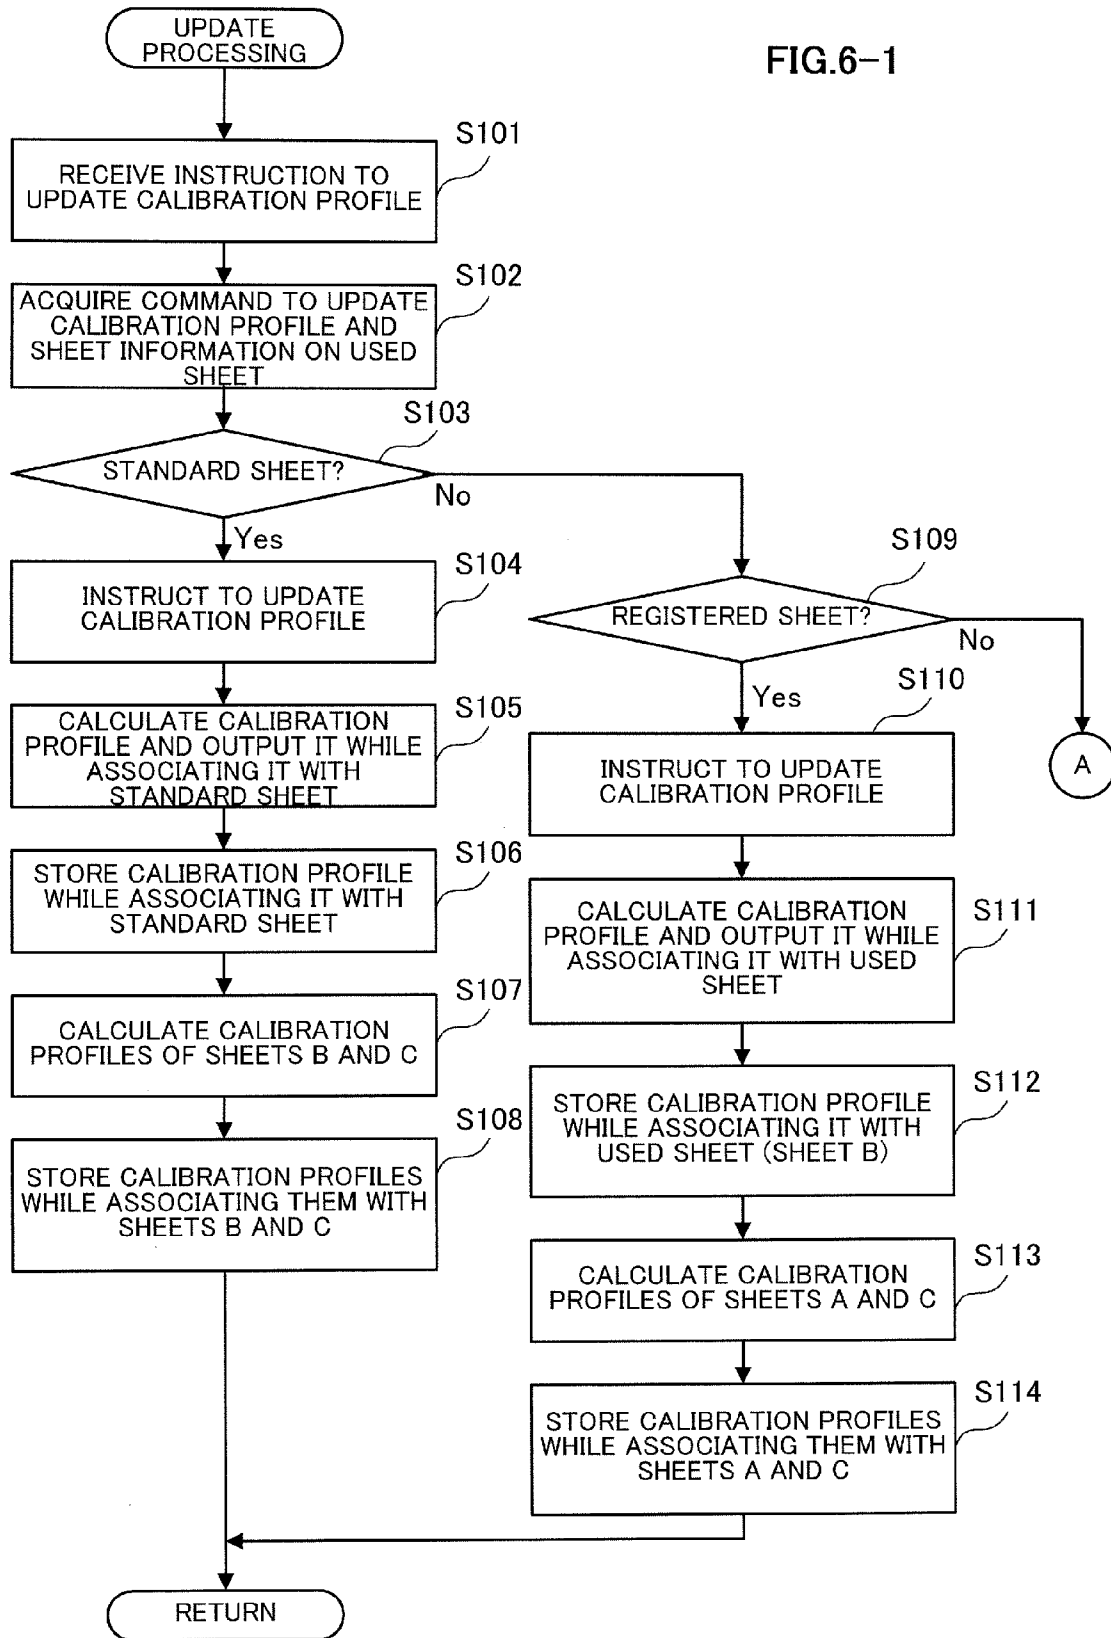 UPDATE
PROCESSING
FIG.6-1
S101
RECEIVE INSTRUCTION TO
UPDATE CALIBRATION PROFILE
S102
ACQUIRE COMMAND TO UPDATE
CALIBRATION PROFILE AND
SHEET INFORMATION ON USED
SHEET
S103
STANDARD SHEET?
No
Yes
S104
INSTRUCT TO UPDATE
CALIBRATION PROFILE
S105
CALCULATE CALIBRATION
PROFILE AND OUTPUT IT WHILE
ASSOCIATING IT WITH
STANDARD SHEET
S106
STORE CALIBRATION PROFILE
WHILE ASSOCIATING IT WITH
STANDARD SHEET
S107
CALCULATE CALIBRATION
PROFILES OF SHEETS B AND C
S108
STORE CALIBRATION PROFILES
WHILE ASSOCIATING THEM WITH
SHEETS B AND C
S109
REGISTERED SHEET?
No
Yes
A
S110
INSTRUCT TO UPDATE
CALIBRATION PROFILE
S111
CALCULATE CALIBRATION
PROFILE AND OUTPUT IT WHILE
ASSOCIATING IT WITH USED
SHEET
S112
STORE CALIBRATION PROFILE
WHILE ASSOCIATING IT WITH
USED SHEET (SHEET B)
S113
CALCULATE CALIBRATION
PROFILES OF SHEETS A AND C
S114
STORE CALIBRATION PROFILES
WHILE ASSOCIATING THEM WITH
SHEETS A AND C
RETURN